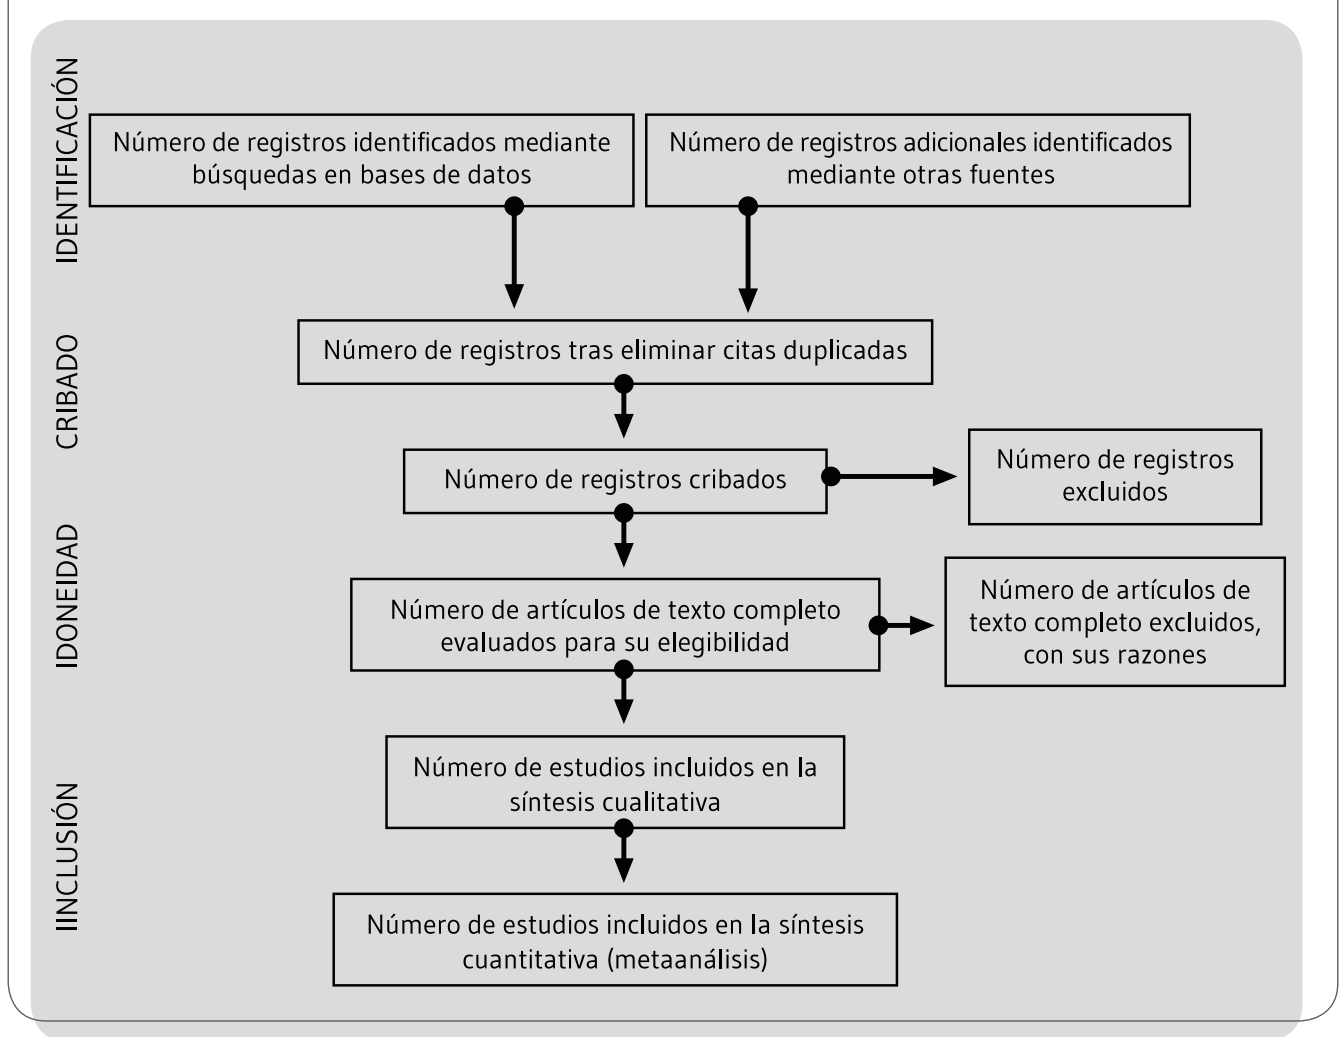 IDENTIFICACIÓN
Número de registros identificados mediante
búsquedas en bases de datos
Número de registros adicionales identificados
mediante otras fuentes
CRIBADO
Número de registros tras eliminar citas duplicadas
Número de registros cribados
Número de registros
excluidos
IDONEIDAD
Número de artículos de texto completo
evaluados para su elegibilidad
Número de artículos de
texto completo excluidos,
con sus razones
IINCLUSIÓN
Número de estudios incluidos en la
síntesis cualitativa
Número de estudios incluidos en la síntesis
cuantitativa (metaanálisis)